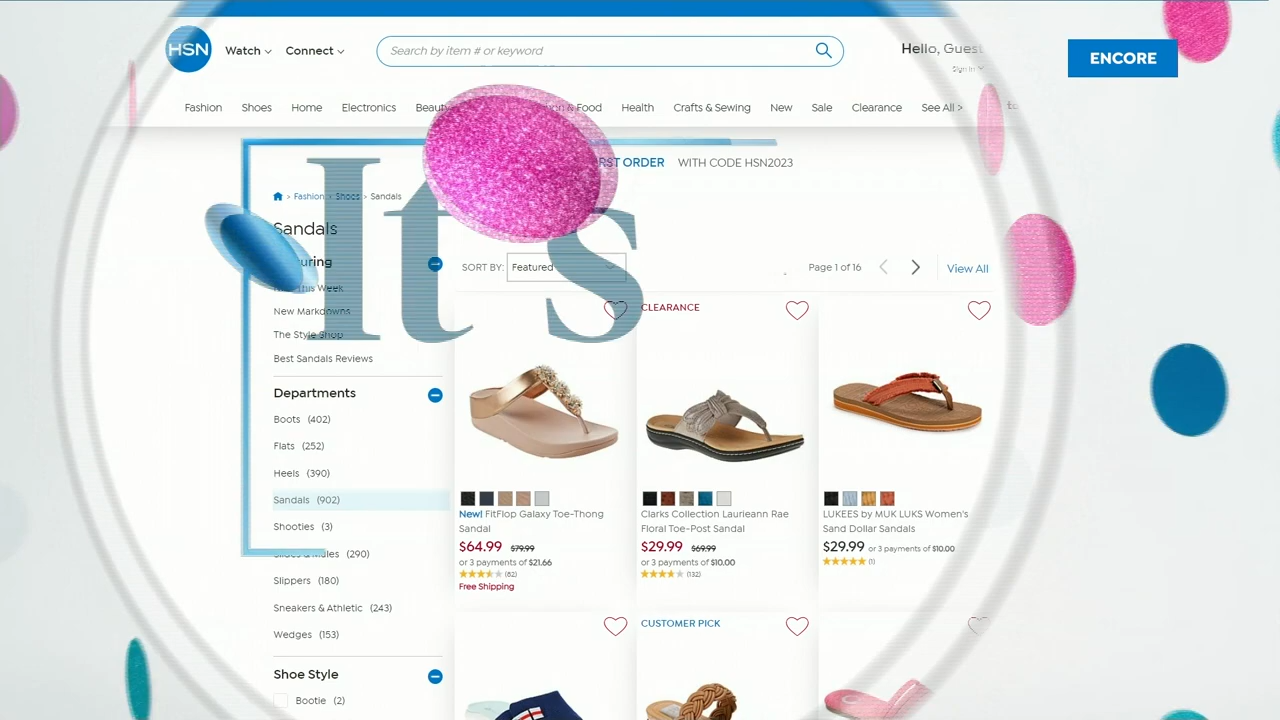 HSN
Watch
Connect
Search by item # or keyword
Hello, Guest
Sign In
ENCORE
Fashion
Shoes
Home
Electronics
& Food
Health
Crafts & Sewing
New
Sale
Clearance
See All >
ORDER WITH CODE HSN2023
It's
> Fashion > Shoes > Sandals
Sandals
SORT BY: Featured
Page 1 of 16
View All
New Markdowns
The Style Shop
Best Sandals Reviews
Departments
Boots (402)
Flats (252)
Heels (390)
Sandals (902)
Shooties (3)
Slides & Mules (290)
Slippers (180)
Sneakers & Athletic (243)
Wedges (153)
Shoe Style
Bootie (2)
New! FitFlop Galaxy Toe-Thong
Sandal
$64.99 $79.99
or 3 payments of $21.66
(82)
Free Shipping
CLEARANCE
Clarks Collection Laurieann Rae
Floral Toe-Post Sandal
$29.99 $69.99
or 3 payments of $10.00
(132)
LUKEES by MUK LUKS Women's
Sand Dollar Sandals
$29.99 or 3 payments of $10.00
(1)
CUSTOMER PICK